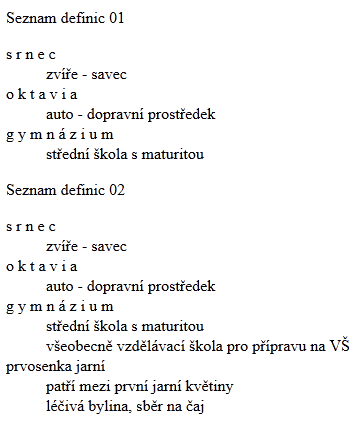 Seznam definic 01
s r n e c
zvíře - savec
o k t a v i a
auto - dopravní prostředek
g y m n á z i u m
střední škola s maturitou
Seznam definic 02
s r n e c
zvíře - savec
o k t a v i a
auto - dopravní prostředek
g y m n á z i u m
střední škola s maturitou
všeobecně vzdělávací škola pro přípravu na VŠ
prvosenka jarní
patří mezi první jarní květiny
léčivá bylina, sběr na čaj